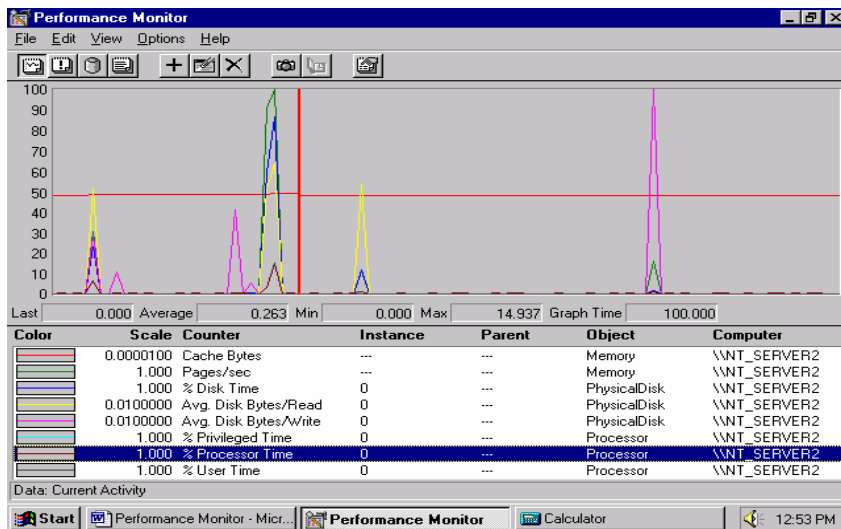 Performance Monitor
File Edit View Options Help
100
90
80
70
60
50
40
30
20
10
0
Last 0.000 Average 0.263 Min 0.000 Max 14.937 Graph Time 100.000
Color Scale Counter Instance Parent Object Computer
0.0000100 Cache Bytes --- --- Memory \\NT_SERVER2
1.000 Pages/sec --- --- Memory \\NT_SERVER2
1.000 % Disk Time 0 --- PhysicalDisk \\NT_SERVER2
0.0100000 Avg. Disk Bytes/Read 0 --- PhysicalDisk \\NT_SERVER2
0.0100000 Avg. Disk Bytes/Write 0 --- PhysicalDisk \\NT_SERVER2
1.000 % Privileged Time 0 --- Processor \\NT_SERVER2
1.000 % Processor Time 0 --- Processor \\NT_SERVER2
1.000 % User Time 0 --- Processor \\NT_SERVER2
Data: Current Activity
Start Performance Monitor - Micr... Performance Monitor Calculator 12:53 PM